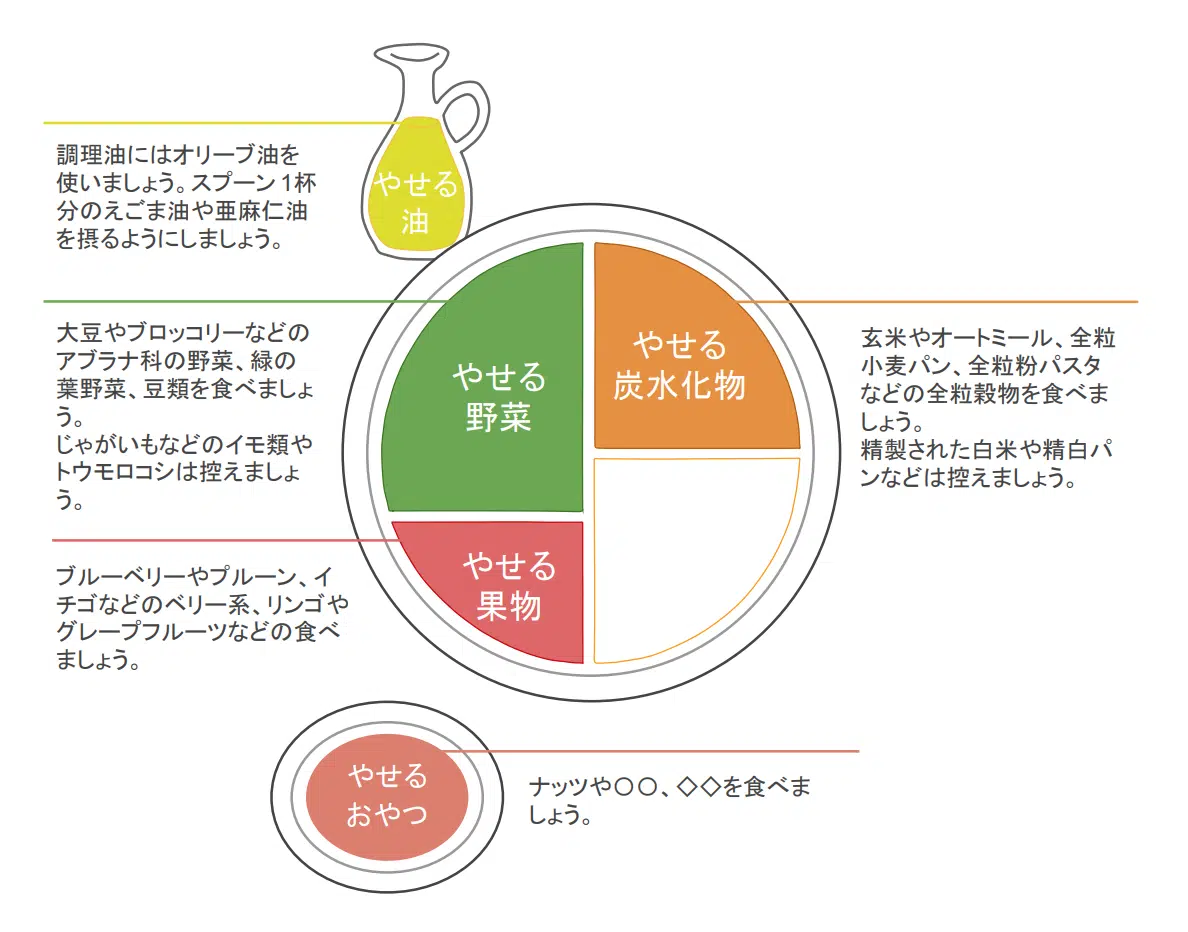 調理油にはオリーブ油を
使いましょう。スプーン1杯
分のえごま油や亜麻仁油
を摂るようにしましょう。
やせる
油
大豆やブロッコリーなどの
アブラナ科の野菜、緑の
葉野菜、豆類を食べましょ
う。
じゃがいもなどのイモ類や
トウモロコシは控えましょ
う。
やせる
野菜
やせる
炭水化物
玄米やオートミール、全粒
小麦パン、全粒粉パスタ
などの全粒穀物を食べま
しょう。
精製された白米や精白パ
ンなどは控えましょう。
ブルーベリーやプルーン、イ
チゴなどのベリー系、リンゴや
グレープフルーツなどの食べ
ましょう。
やせる
果物
やせる
おやつ
ナッツや〇〇、◇◇を食べま
しょう。